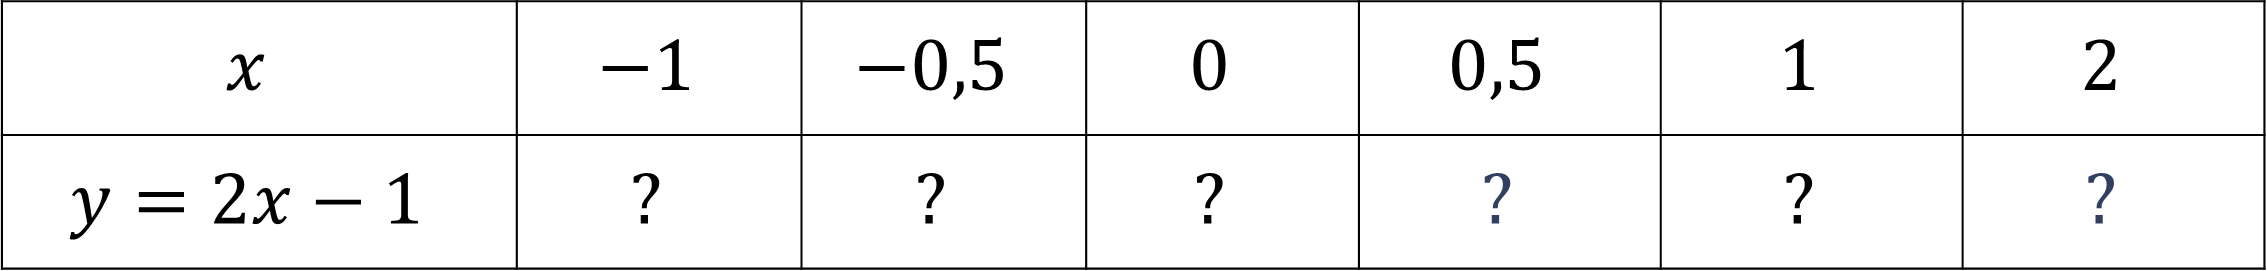 x −1 −0,5 0 0,5 1 2
y = 2x − 1 ? ? ? ? ? ?